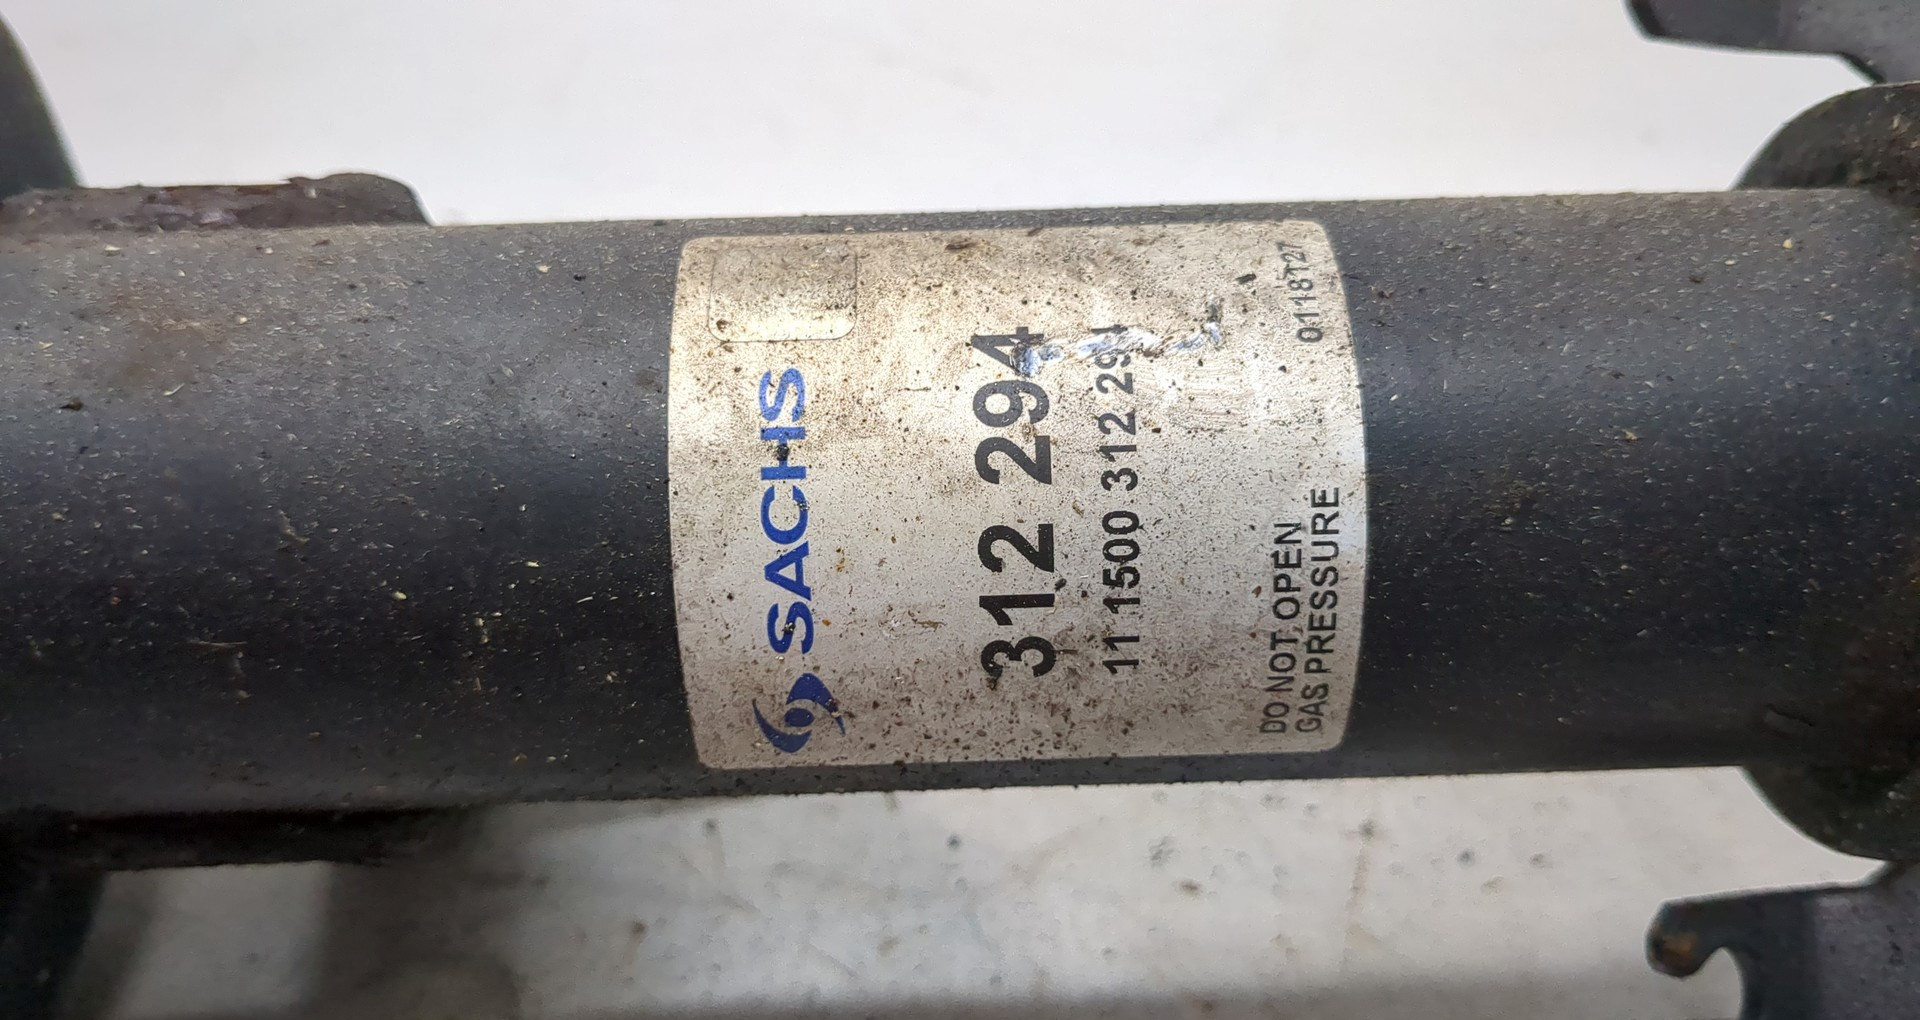 SACHS
312 294
11 1500 312 294
DO NOT OPEN
GAS PRESSURE
0118T27